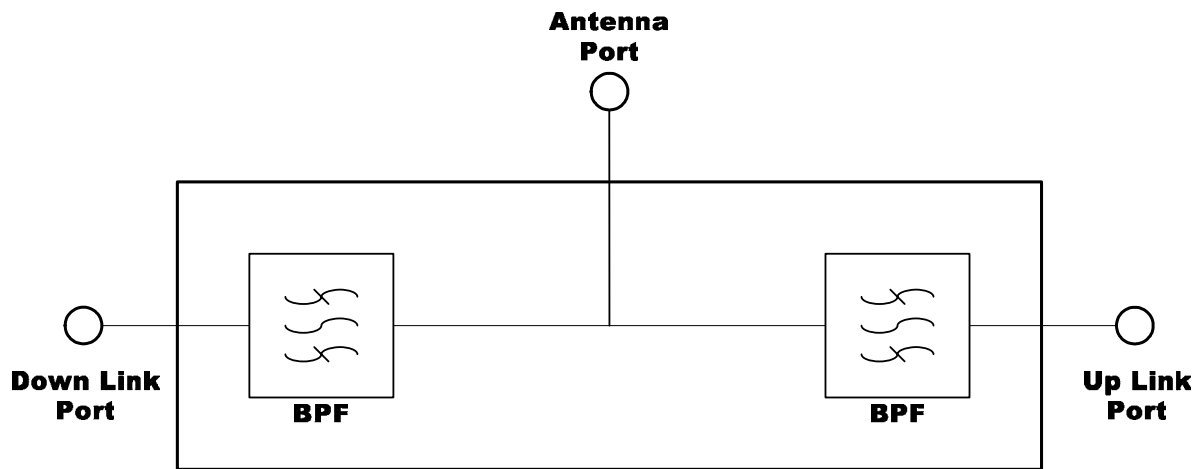 Antenna
Port
Down Link
Port
BPF
BPF
Up Link
Port